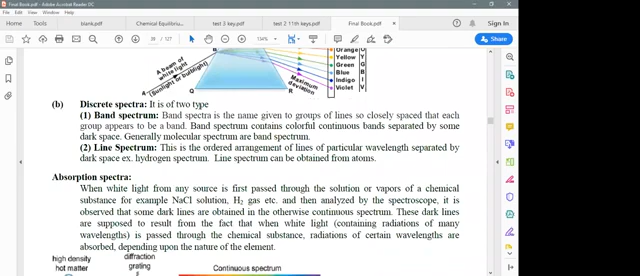 Final Book.pdf - Adobe Acrobat Reader DC
blank.pdf
Chemical Equilibriu...
test 3 key.pdf
test 2 11th keys.pdf
Final Book.pdf ×
Sign In
/ 127
134%
Share
A beam of
white light
(Sunlight or bulblight)
B
Q
R
Maximum
deviation
Orange O
Yellow Y
Green G
Blue B
Indigo I
Violet V
(b) Discrete spectra: It is of two type
(1) Band spectrum: Band spectra is the name given to groups of lines so closely spaced that each
group appears to be a band. Band spectrum contains colorful continuous bands separated by some
dark space. Generally molecular spectrum are band spectrum.
(2) Line Spectrum: This is the ordered arrangement of lines of particular wavelength separated by
dark space ex. hydrogen spectrum. Line spectrum can be obtained from atoms.
Absorption spectra:
When white light from any source is first passed through the solution or vapors of a chemical
substance for example NaCl solution, H₂ gas etc. and then analyzed by the spectroscope, it is
observed that some dark lines are obtained in the otherwise continuous spectrum. These dark lines
are supposed to result from the fact that when white light (containing radiations of many
wavelengths) is passed through the chemical substance, radiations of certain wavelengths are
absorbed, depending upon the nature of the element.
high density
hot matter
diffraction
grating
Continuous spectrum